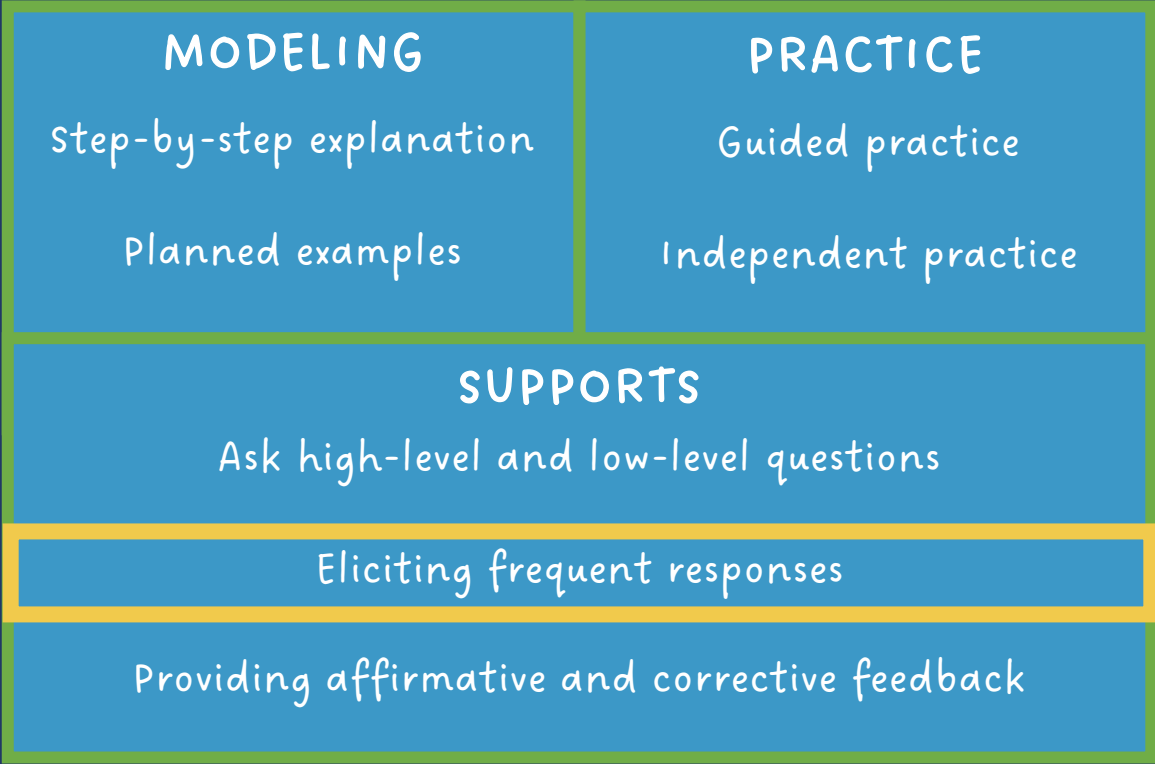 MODELING
Step-by-step explanation
Planned examples
PRACTICE
Guided practice
Independent practice
SUPPORTS
Ask high-level and low-level questions
Eliciting frequent responses
Providing affirmative and corrective feedback